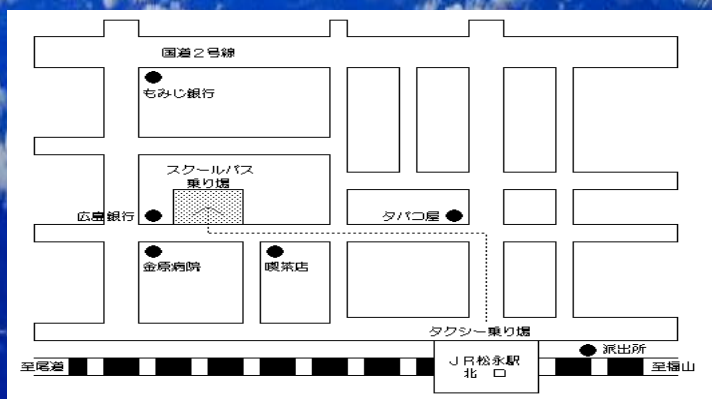 国道２号線
もみじ銀行
スクールバス
乗り場
広島銀行
タバコ屋
金原病院
喫茶店
タクシー乗り場
派出所
至尾道
ＪＲ松永駅
北　口
至福山